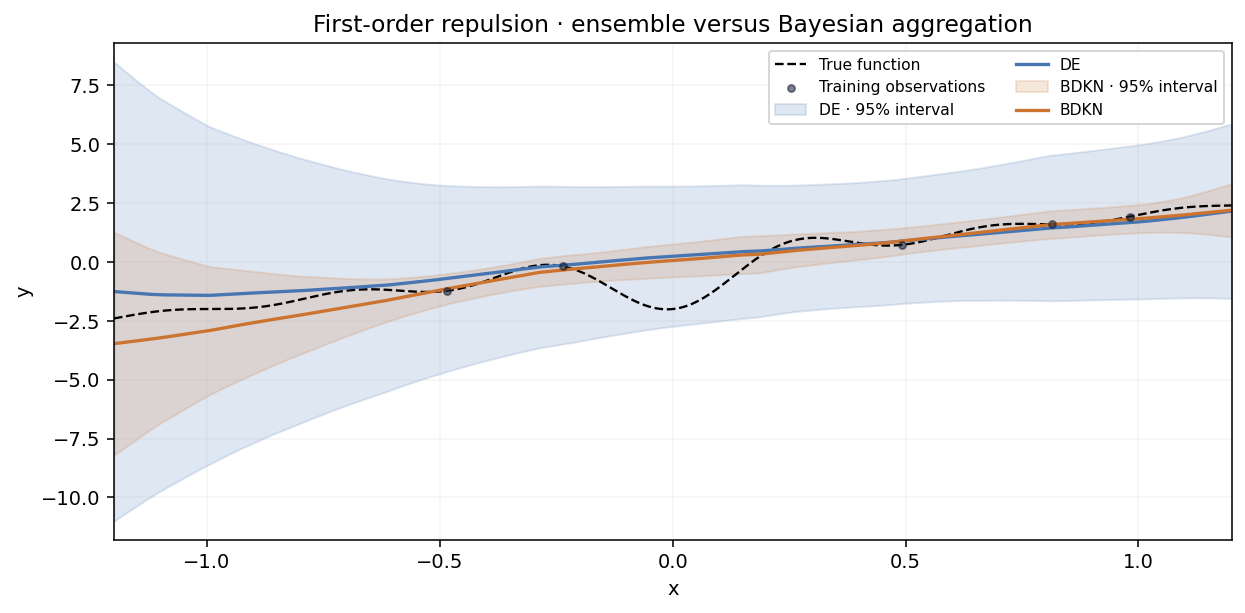 First-order repulsion · ensemble versus Bayesian aggregation
True function
Training observations
DE · 95% interval
DE
BDKN · 95% interval
BDKN
7.5
5.0
2.5
0.0
−2.5
−5.0
−7.5
−10.0
y
−1.0
−0.5
0.0
0.5
1.0
x